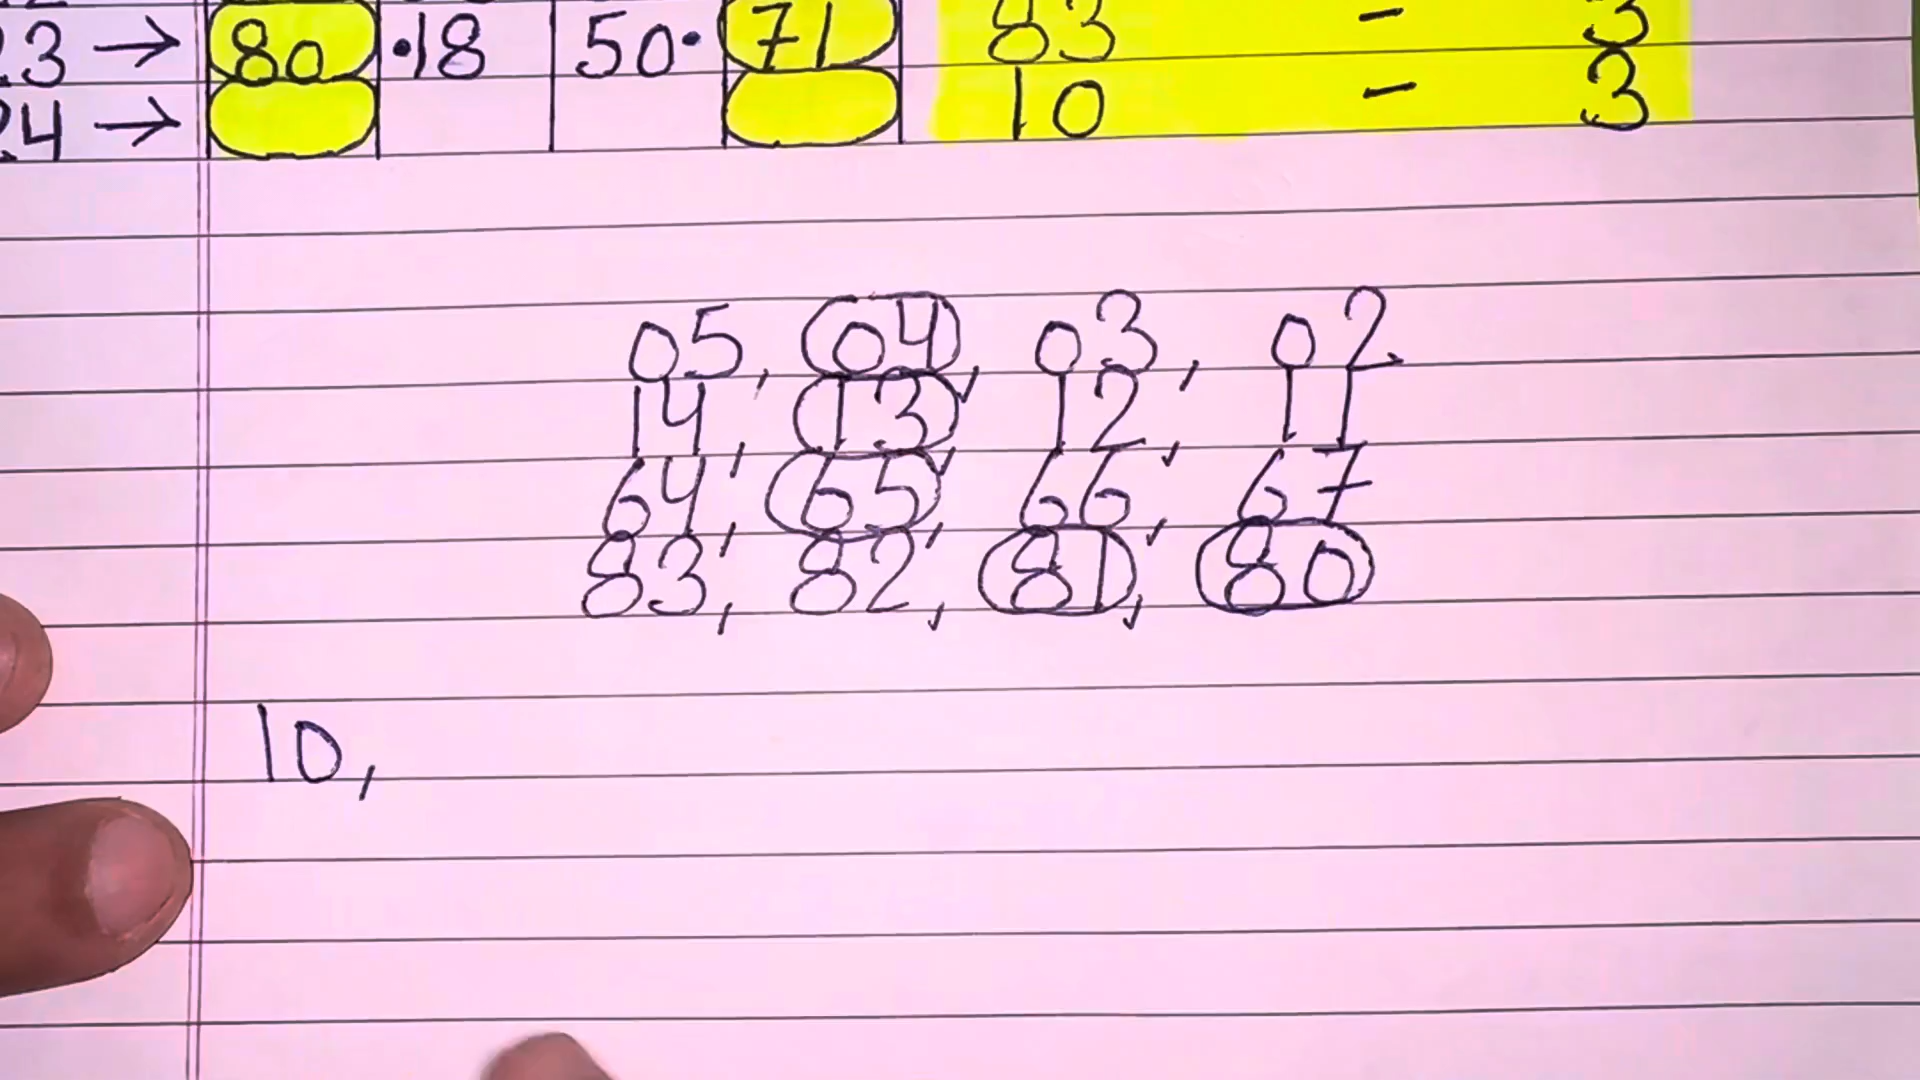 23 → 80 •18 50• 71 83 - 3
24 → 10 - 3
05, 04, 03, 02
14, 13, 12, 11
64, 65, 66, 67
83, 82, 81, 80
10,